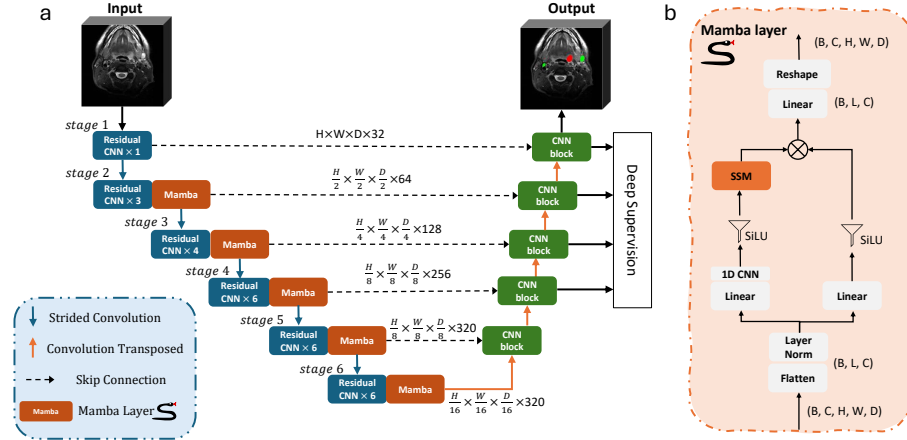 a
Input
Output
stage 1
Residual
CNN × 1
H×W×D×32
CNN
block
stage 2
Residual
CNN × 3
Mamba
H/2 × W/2 × D/2 ×64
CNN
block
stage 3
Residual
CNN × 4
Mamba
H/4 × W/4 × D/4 ×128
CNN
block
stage 4
Residual
CNN × 6
Mamba
H/8 × W/8 × D/8 ×256
CNN
block
stage 5
Residual
CNN × 6
Mamba
H/8 × W/8 × D/8 ×320
CNN
block
stage 6
Residual
CNN × 6
Mamba
H/16 × W/16 × D/16 ×320
Deep Supervision
Strided Convolution
Convolution Transposed
Skip Connection
Mamba
Mamba Layer
b
Mamba layer
(B, C, H, W, D)
Reshape
Linear
(B, L, C)
SSM
SiLU
SiLU
1D CNN
Linear
Linear
Layer
Norm
(B, L, C)
Flatten
(B, C, H, W, D)